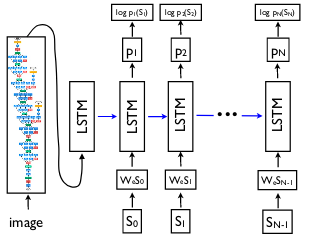 log p₁(S₁) log p₂(S₂) log pN(SN)
p₁ p₂ pN
LSTM LSTM LSTM LSTM
WₑS₀ WₑS₁ WₑSN-1
image S₀ S₁ SN-1